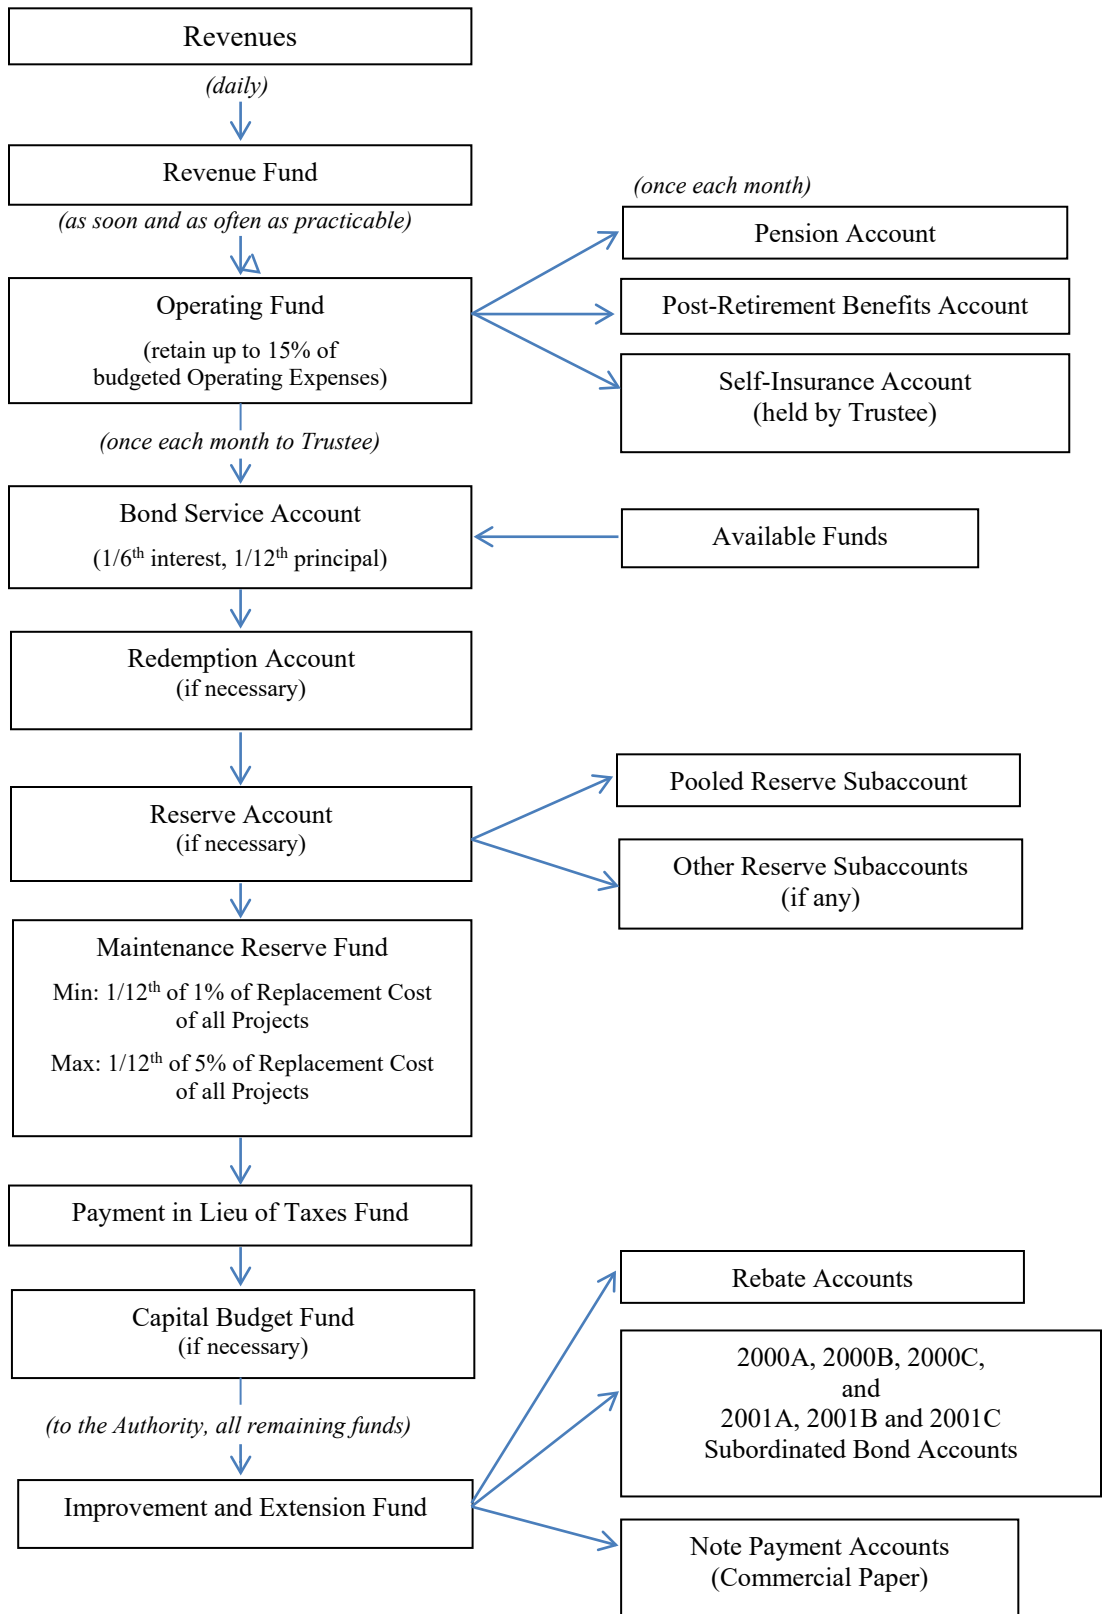 Revenues
(daily)
Revenue Fund
(as soon and as often as practicable)
(once each month)
Pension Account
Operating Fund
(retain up to 15% of
budgeted Operating Expenses)
Post-Retirement Benefits Account
Self-Insurance Account
(held by Trustee)
(once each month to Trustee)
Bond Service Account
(1/6th interest, 1/12th principal)
Available Funds
Redemption Account
(if necessary)
Reserve Account
(if necessary)
Pooled Reserve Subaccount
Other Reserve Subaccounts
(if any)
Maintenance Reserve Fund
Min: 1/12th of 1% of Replacement Cost
of all Projects
Max: 1/12th of 5% of Replacement Cost
of all Projects
Payment in Lieu of Taxes Fund
Capital Budget Fund
(if necessary)
(to the Authority, all remaining funds)
Improvement and Extension Fund
Rebate Accounts
2000A, 2000B, 2000C,
and
2001A, 2001B and 2001C
Subordinated Bond Accounts
Note Payment Accounts
(Commercial Paper)